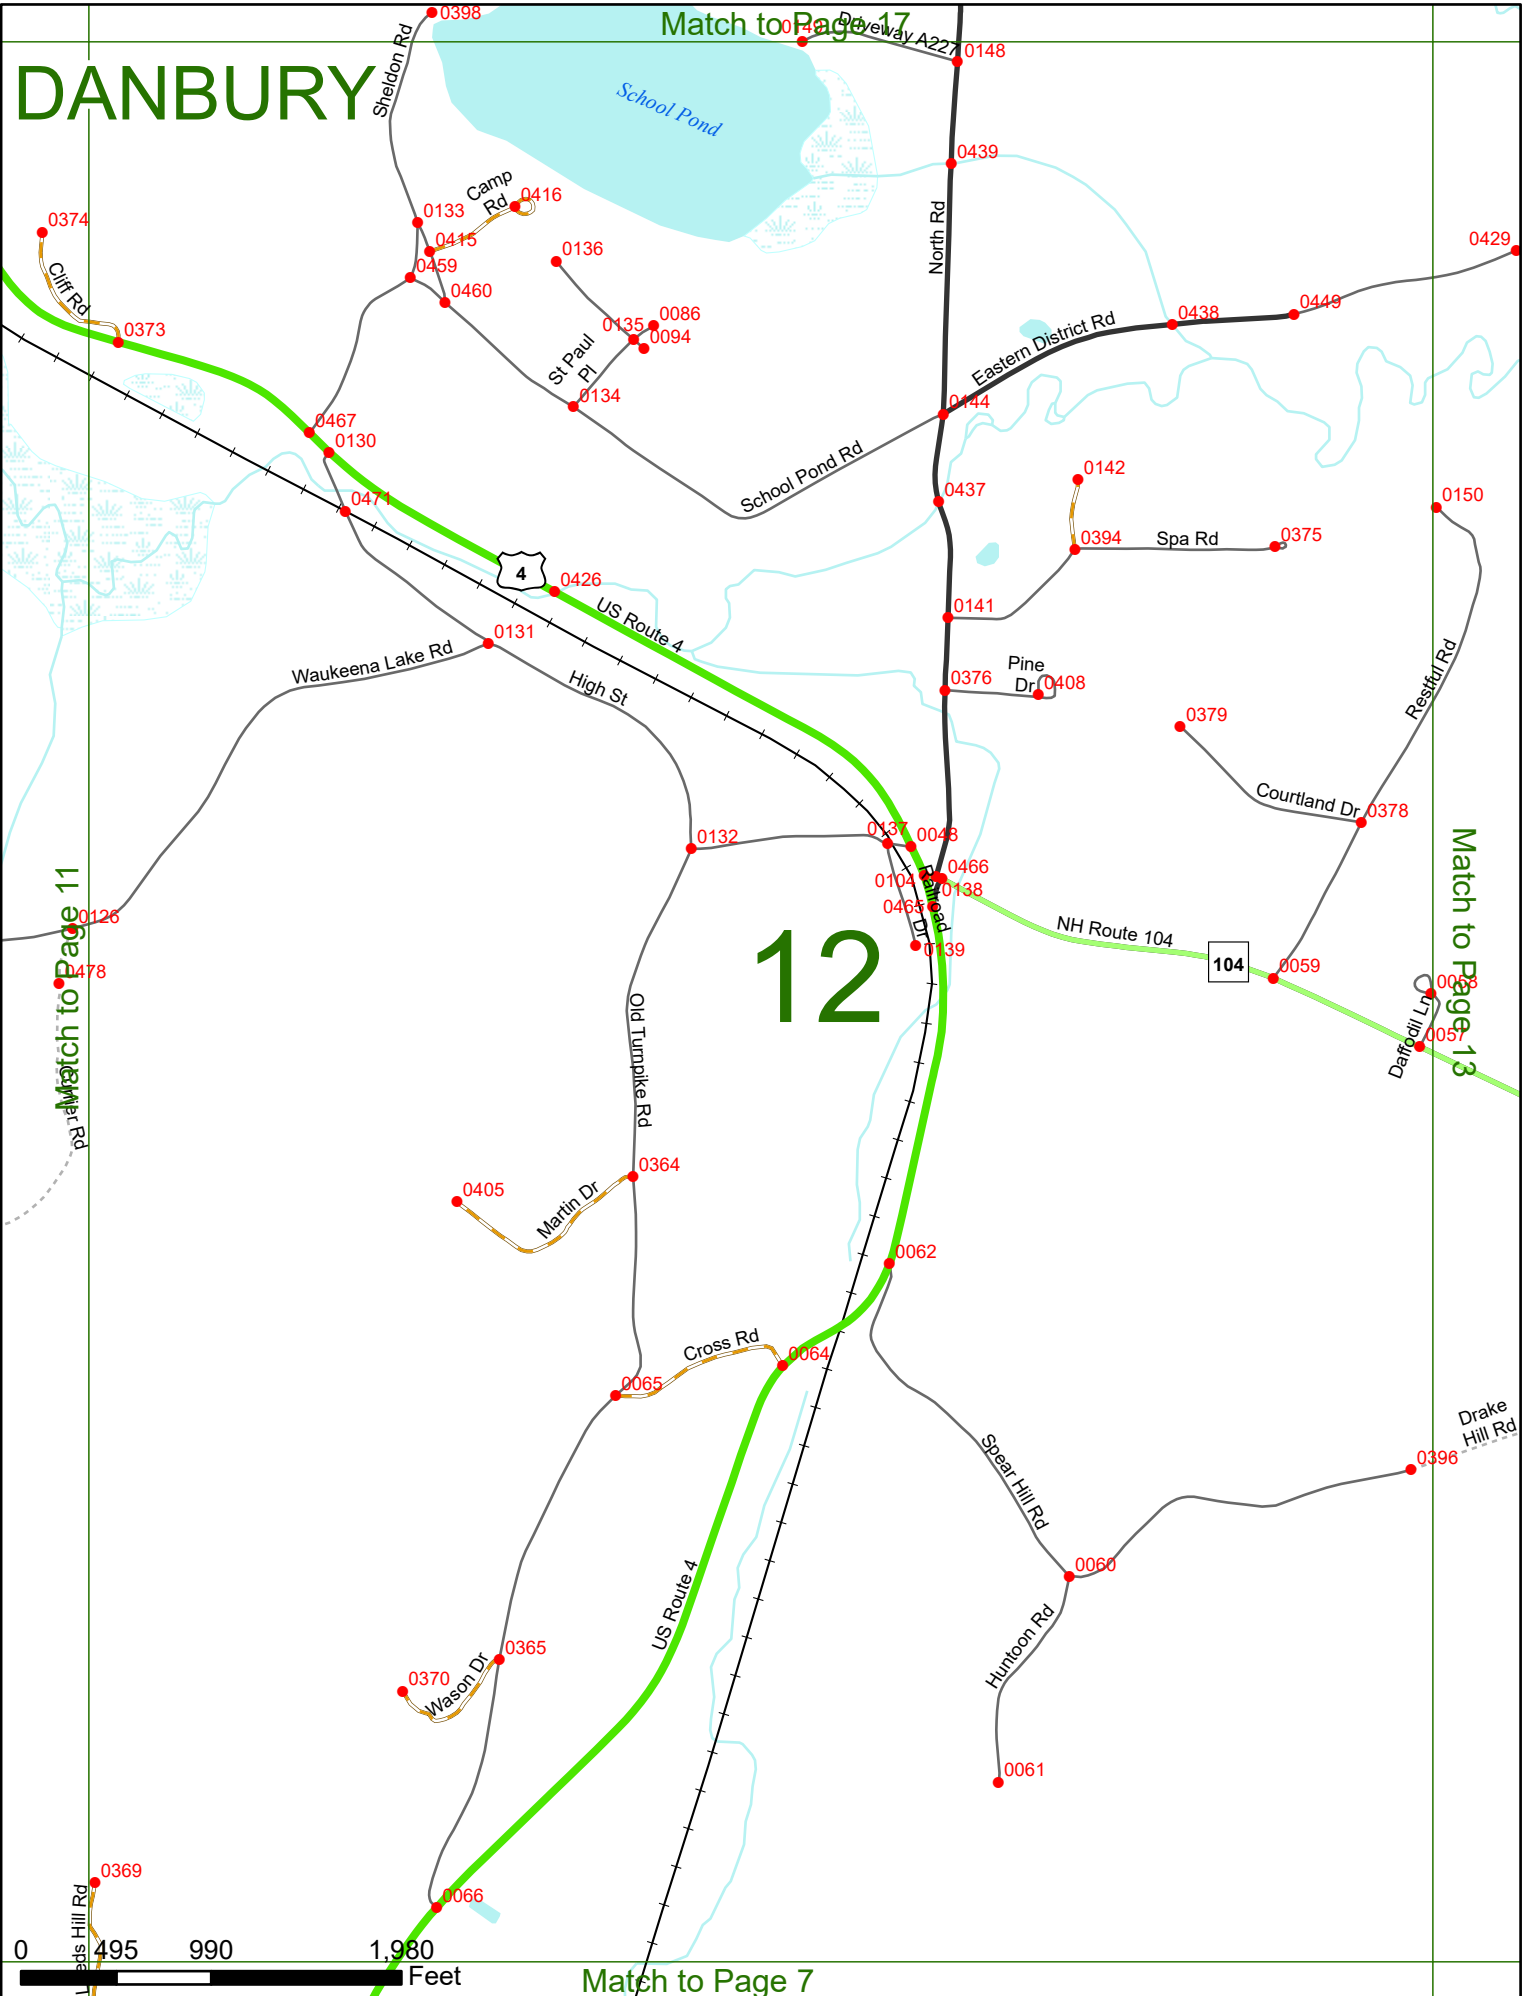 0398
Match to Page 17
0149
Driveway A227
0148
Sheldon Rd
DANBURY
School Pond
0439
Camp
Rd
0416
0374
0133
North Rd
0415
0429
0136
0459
Cliff Rd
0460
0449
0086
0438
0373
0135
0094
Eastern District Rd
St Paul
Pl
0134
0144
0467
0130
School Pond Rd
0142
0437
0150
0471
0394
Spa Rd
0375
4
0426
US Route 4
0141
0131
Waukeena Lake Rd
High St
Pine
Dr
0408
0376
Restful Rd
0379
Courtland Dr
0378
0137
0048
0132
0466
0104
0138
Railroad
Dr
0465
NH Route 104
104
0139
12
0126
Match to Page 11
0478
0059
0058
Daffodil Ln
0057
Match to Page 13
Old Turnpike Rd
0364
0405
Martin Dr
0062
Cross Rd
0064
0065
Drake
Hill Rd
0396
Spear Hill Rd
0060
US Route 4
Huntoon Rd
0365
0370
Wason Dr
0061
0369
0066
0 495 990 1,980
Feet
Match to Page 7